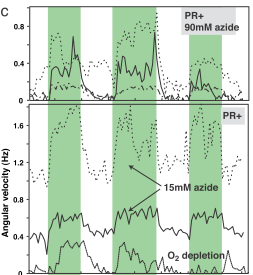 C
PR+
90mM azide
0.8
0.4
0
PR+
1.6
1.2
0.8
0.4
0
Angular velocity (Hz)
15mM azide
O₂ depletion